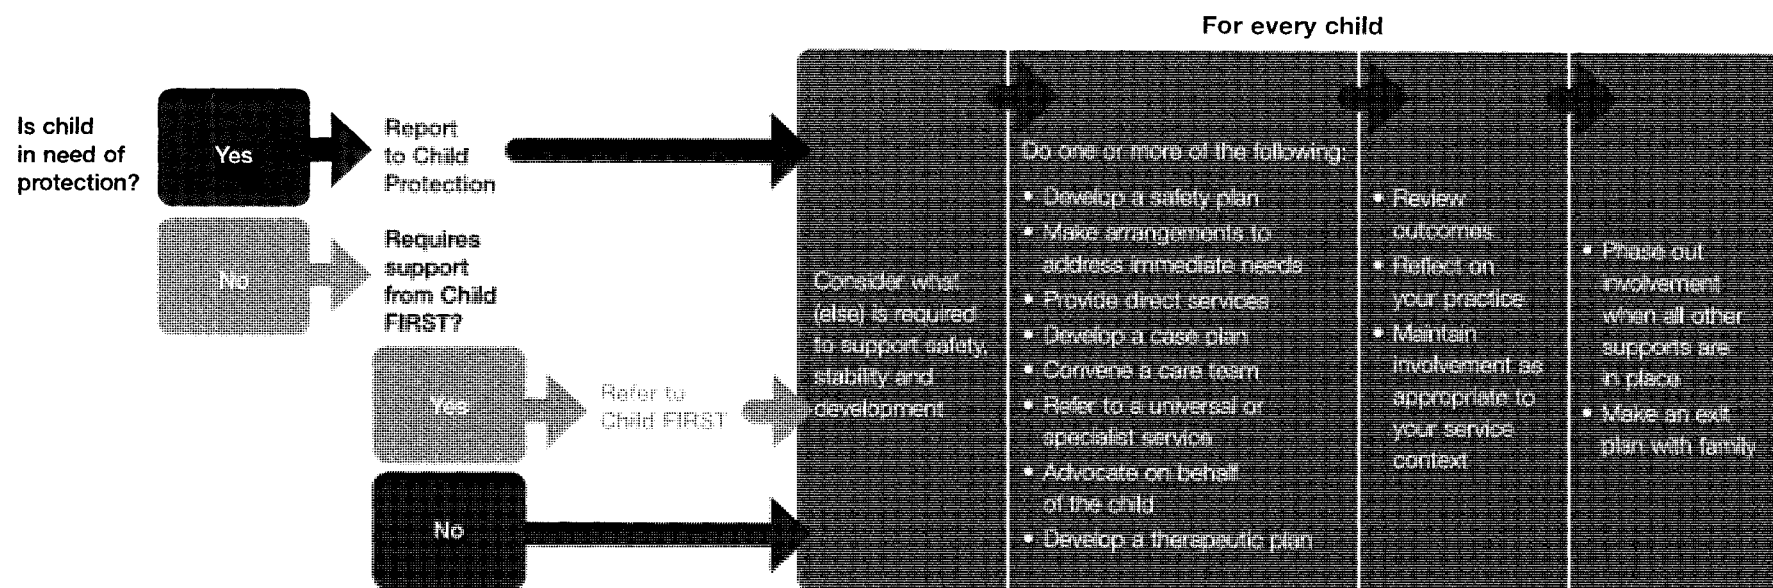 For every child
Is child
in need of
protection?
Yes
Report
to Child
Protection
No
Requires
support
from Child
FIRST?
Yes
Refer to
Child FIRST
No
Consider what
(else) is required
to support safety,
stability and
development
Do one or more of the following:
• Develop a safety plan
• Make arrangements to
address immediate needs
• Provide direct services
• Develop a case plan
• Convene a care team
• Refer to a universal or
specialist service
• Advocate on behalf
of the child
• Develop a therapeutic plan
• Review
outcomes
• Reflect on
your practice
• Maintain
involvement as
appropriate to
your service
context
• Phase out
involvement
when all other
supports are
in place
• Make an exit
plan with family